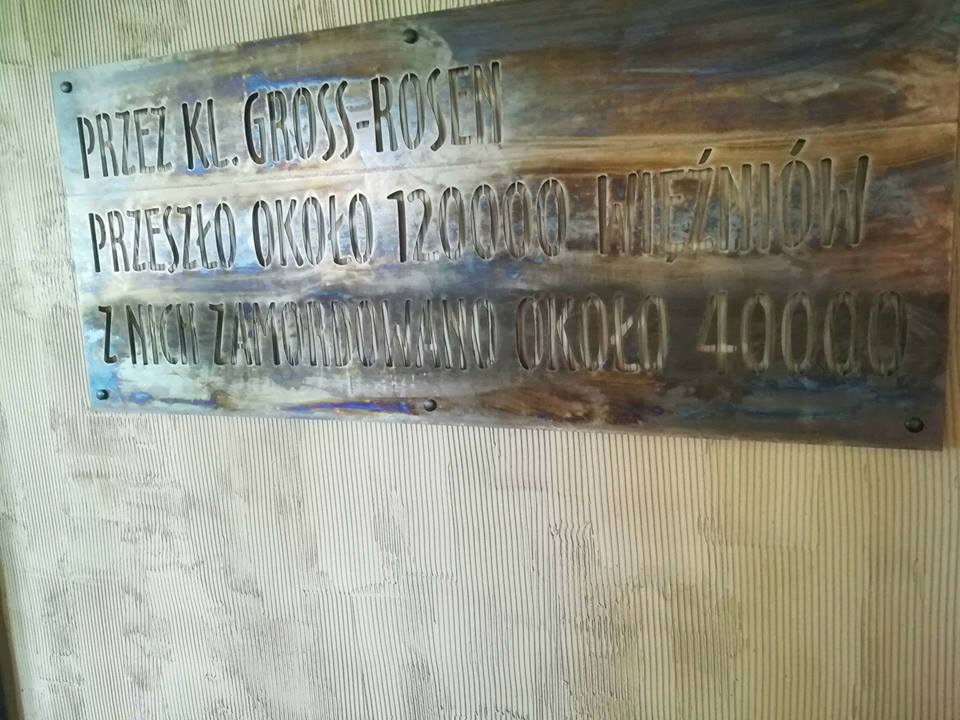 PRZEZ KL. GROSS-ROSEN
PRZESZŁO OKOŁO 120000 WIĘŹNIÓW
Z NICH ZAMORDOWANO OKOŁO 40000